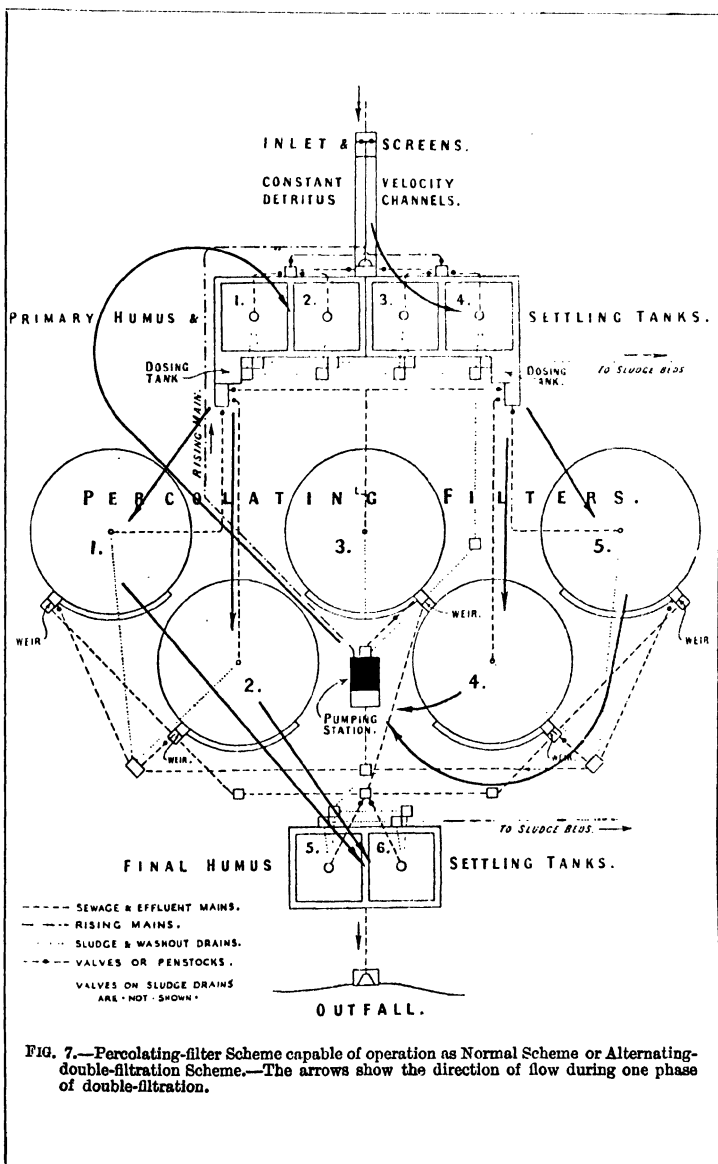 INLET & SCREENS.
CONSTANT VELOCITY
DETRITUS CHANNELS.
1. 2. 3. 4.
PRIMARY HUMUS & SETTLING TANKS.
DOSING TANK
DOSING TANK.
TO SLUDGE BEDS
RISING MAIN.
PERCOLATING FILTERS.
1. 3. 5.
WEIR
WEIR.
WEIR
2. 4.
PUMPING STATION.
WEIR.
WEIR.
TO SLUDGE BEDS.
5. 6.
FINAL HUMUS SETTLING TANKS.
SEWAGE & EFFLUENT MAINS.
RISING MAINS.
SLUDGE & WASHOUT DRAINS.
VALVES OR PENSTOCKS.
VALVES ON SLUDGE DRAINS
ARE · NOT · SHOWN ·
OUTFALL.
FIG. 7.—Percolating-filter Scheme capable of operation as Normal Scheme or Alternating-
double-filtration Scheme.—The arrows show the direction of flow during one phase
of double-filtration.